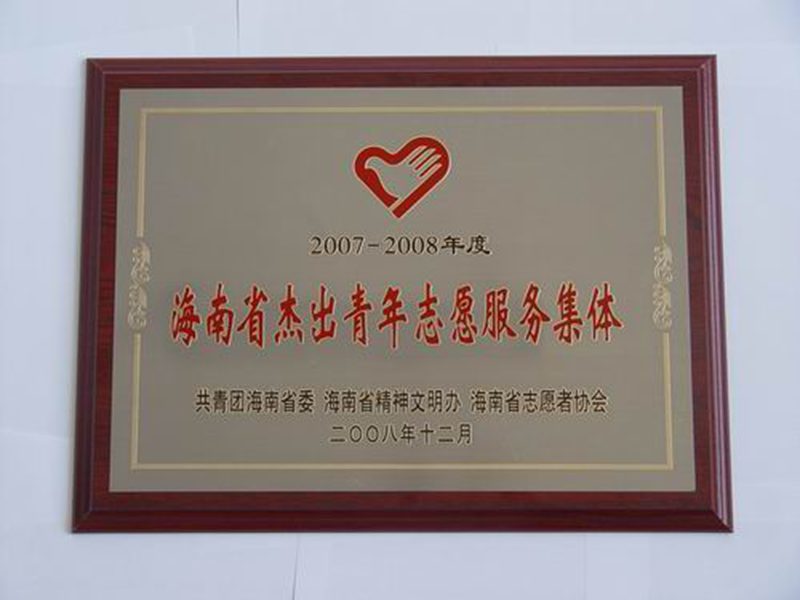 2007-2008年度
海南省杰出青年志愿服务集体
共青团海南省委 海南省精神文明办 海南省志愿者协会
二〇〇八年十二月